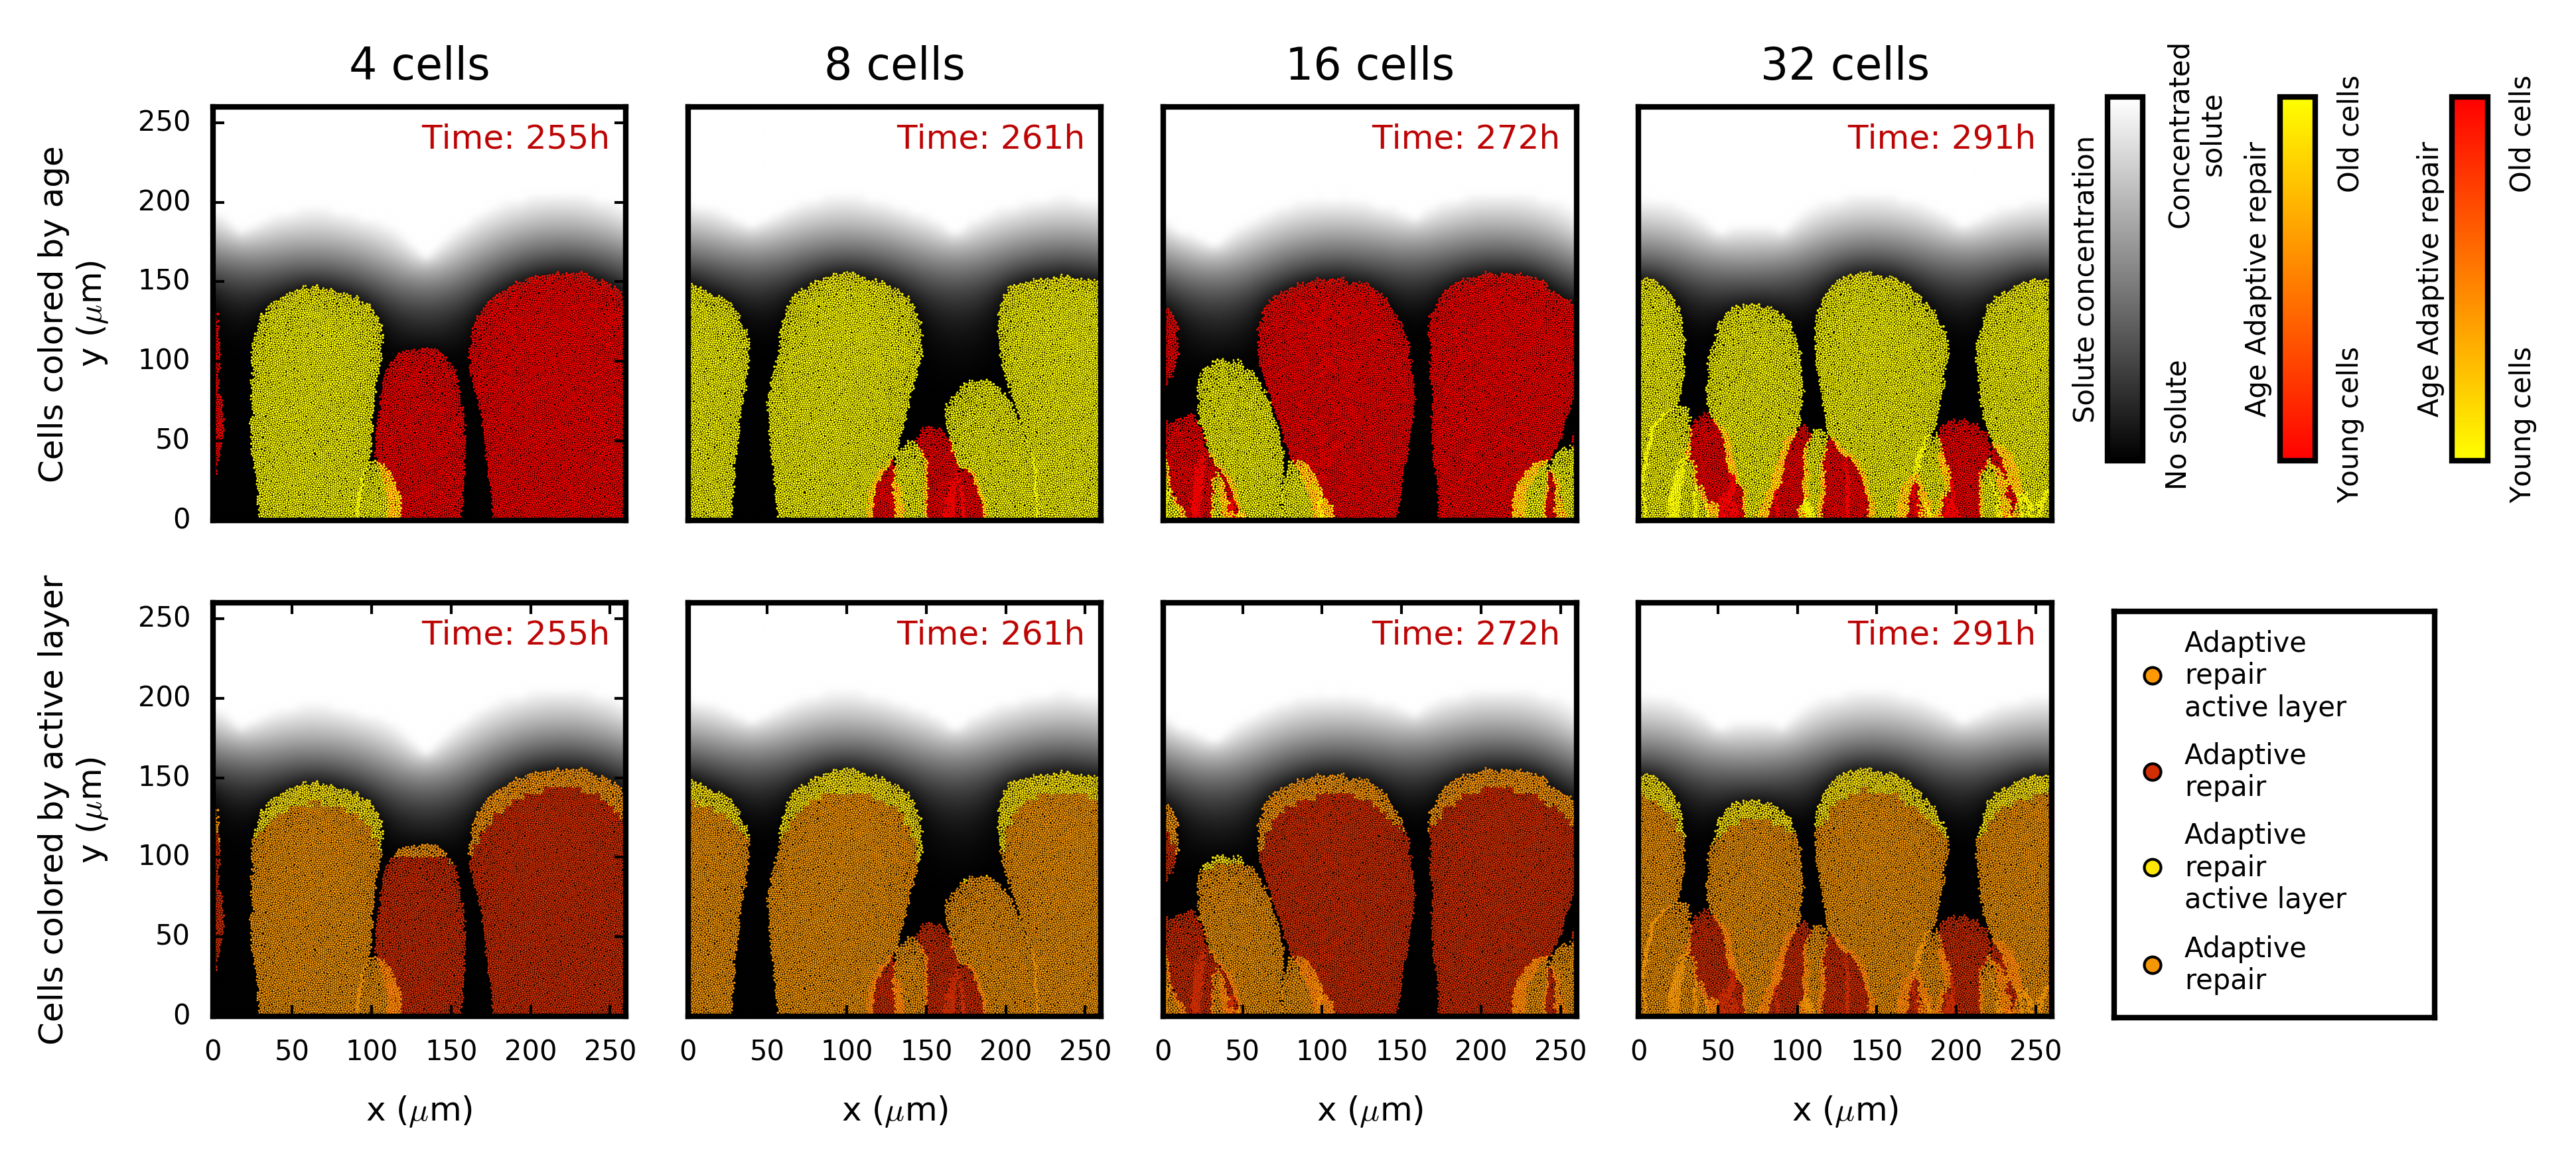 4 cells
8 cells
16 cells
32 cells
Cells colored by age
y (μm)
250
200
150
100
50
0
Time: 255h
Time: 261h
Time: 272h
Time: 291h
Solute concentration
No solute
Concentrated
solute
Age Adaptive repair
Young cells
Old cells
Age Adaptive repair
Young cells
Old cells
Cells colored by active layer
y (μm)
250
200
150
100
50
0
Time: 255h
Time: 261h
Time: 272h
Time: 291h
0 50 100 150 200 250
0 50 100 150 200 250
0 50 100 150 200 250
0 50 100 150 200 250
x (μm)
x (μm)
x (μm)
x (μm)
Adaptive
repair
active layer
Adaptive
repair
Adaptive
repair
active layer
Adaptive
repair